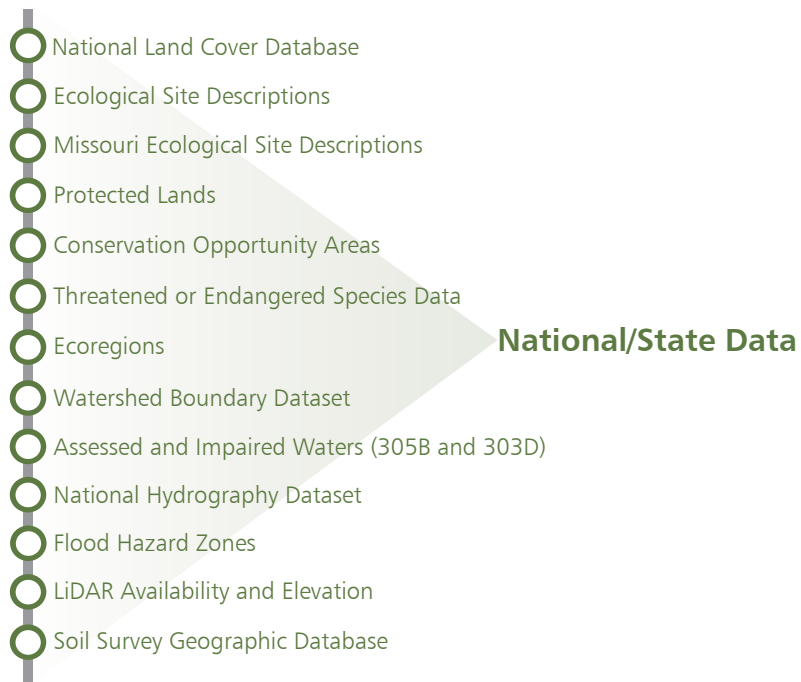 National Land Cover Database
Ecological Site Descriptions
Missouri Ecological Site Descriptions
Protected Lands
Conservation Opportunity Areas
Threatened or Endangered Species Data
National/State Data
Ecoregions
Watershed Boundary Dataset
Assessed and Impaired Waters (305B and 303D)
National Hydrography Dataset
Flood Hazard Zones
LiDAR Availability and Elevation
Soil Survey Geographic Database